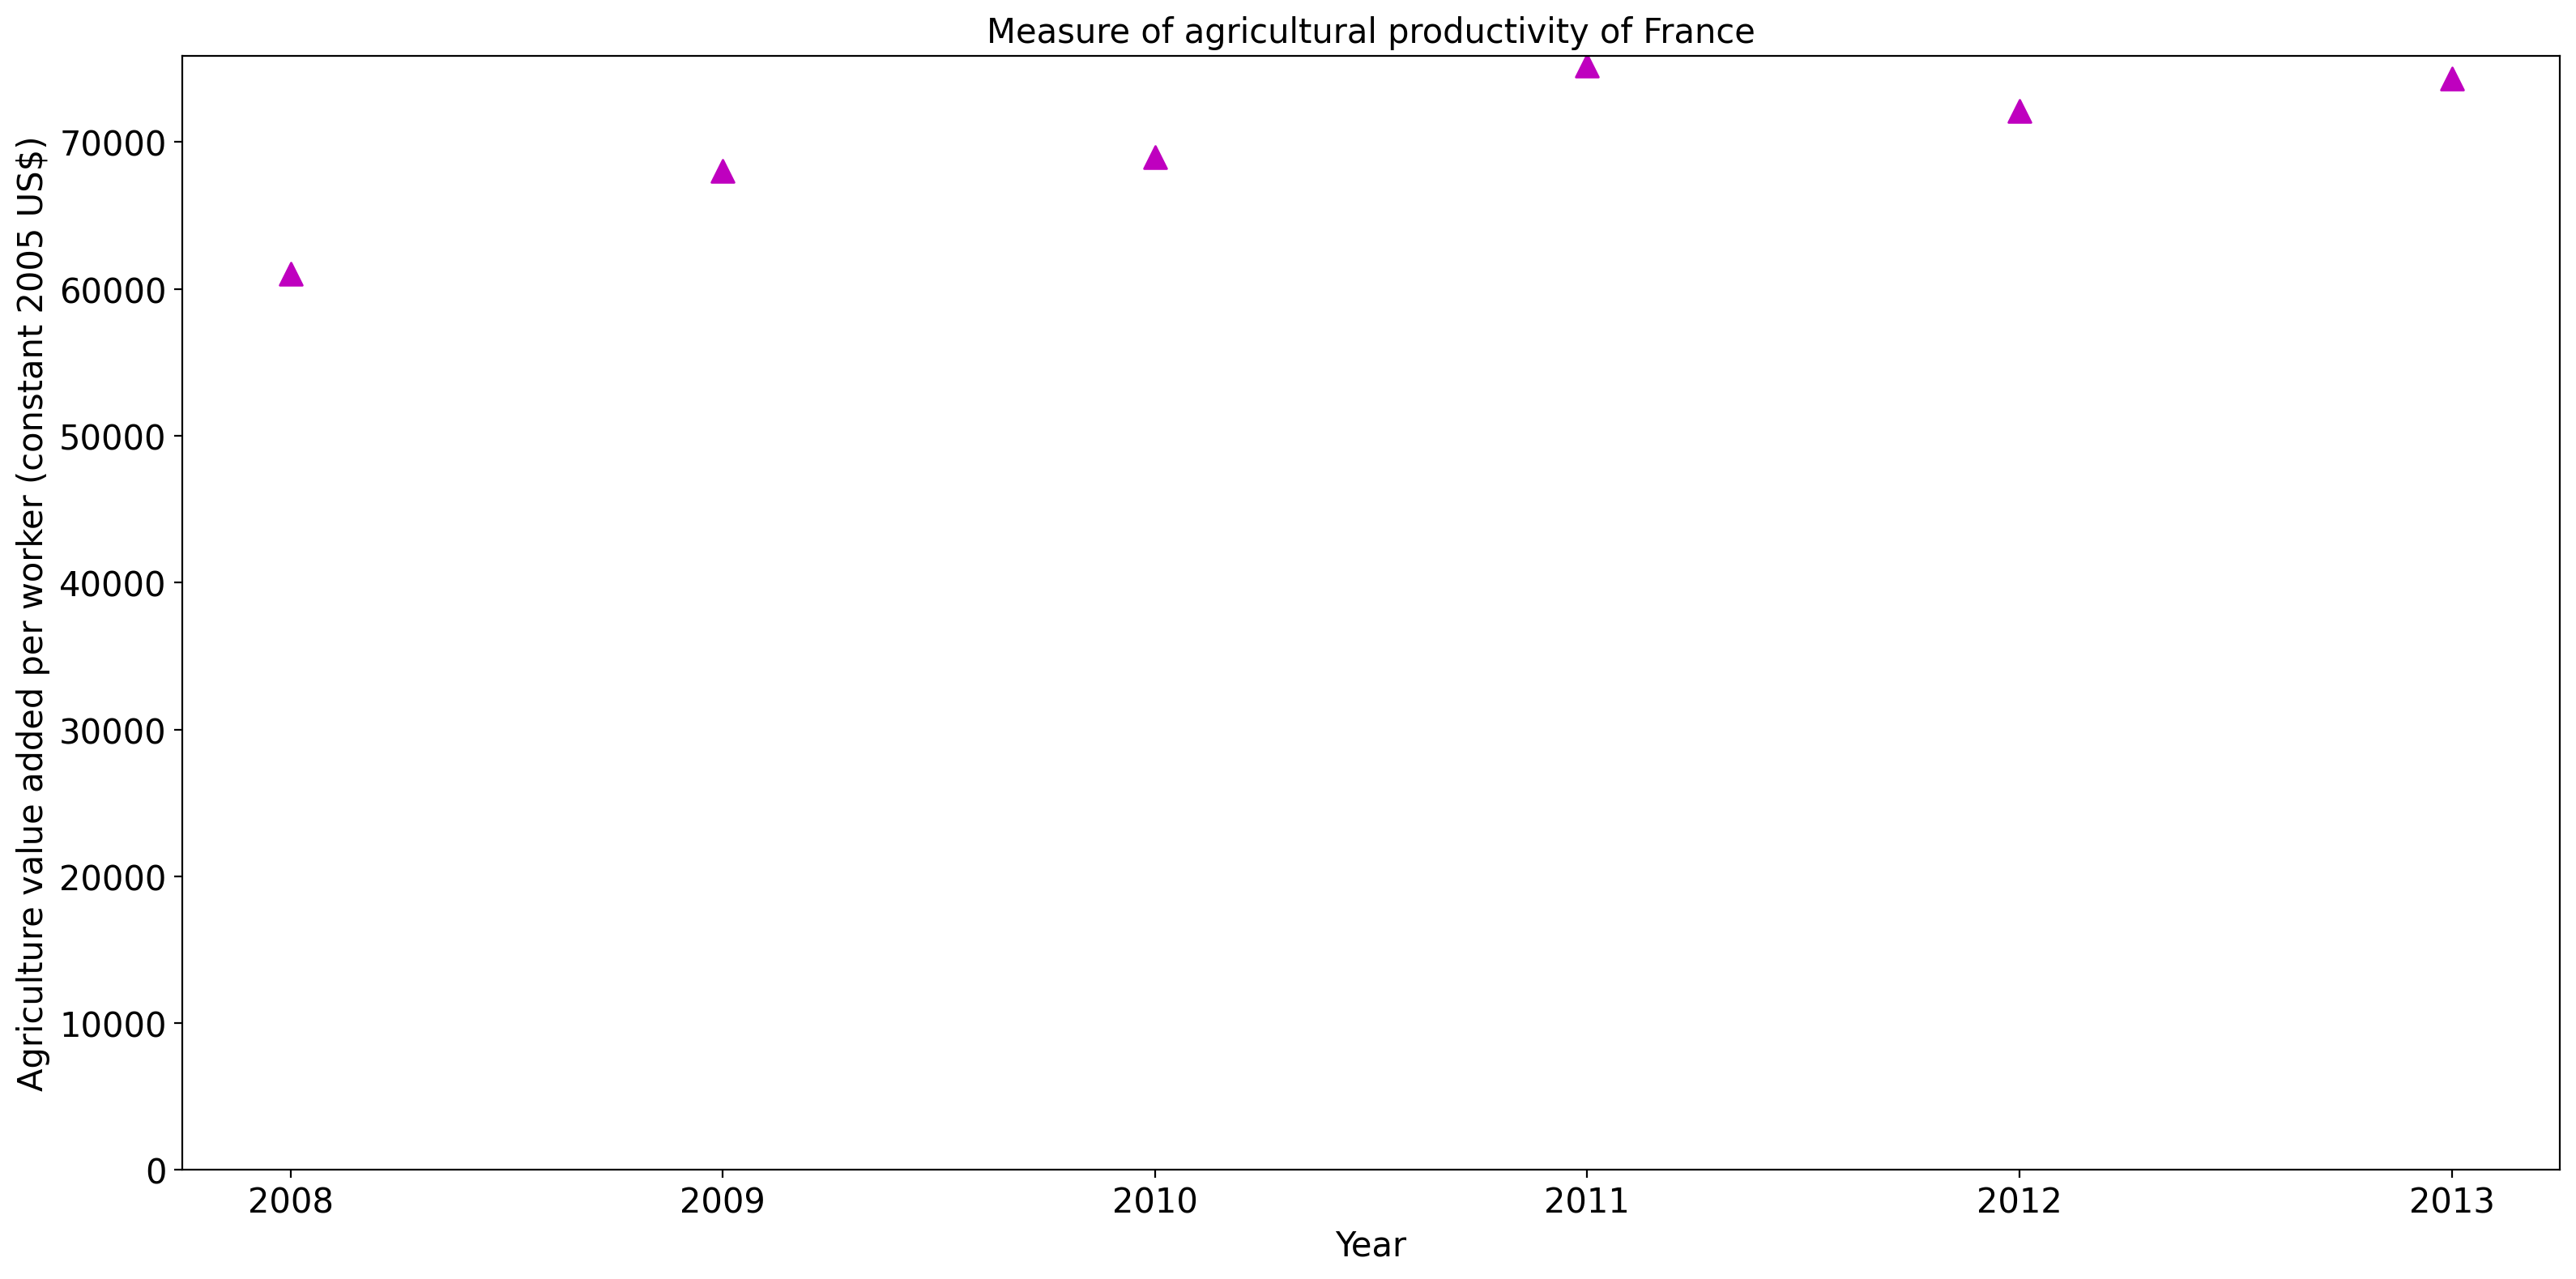 Measure of agricultural productivity of France
Agriculture value added per worker (constant 2005 US$)
70000
60000
50000
40000
30000
20000
10000
0
2008 2009 2010 2011 2012 2013
Year